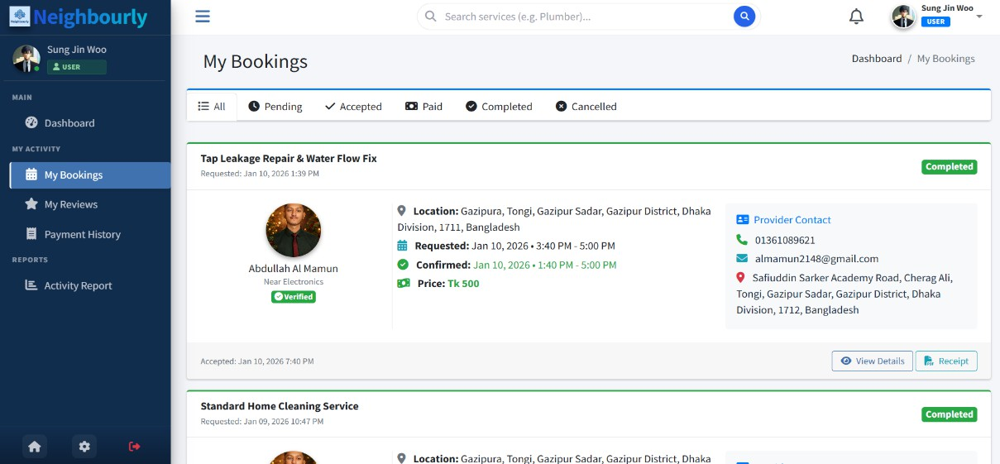 Neighbourly
Search services (e.g. Plumber)...
Sung Jin Woo
USER
Sung Jin Woo
USER
MAIN
Dashboard
MY ACTIVITY
My Bookings
My Reviews
Payment History
REPORTS
Activity Report
My Bookings
Dashboard / My Bookings
All
Pending
Accepted
Paid
Completed
Cancelled
Tap Leakage Repair & Water Flow Fix
Requested: Jan 10, 2026 1:39 PM
Completed
Abdullah Al Mamun
Near Electronics
Verified
Location: Gazipura, Tongi, Gazipur Sadar, Gazipur District, Dhaka
Division, 1711, Bangladesh
Requested: Jan 10, 2026 • 3:40 PM - 5:00 PM
Confirmed: Jan 10, 2026 • 1:40 PM - 5:00 PM
Price: Tk 500
Provider Contact
01361089621
almamun2148@gmail.com
Safiuddin Sarker Academy Road, Cherag Ali,
Tongi, Gazipur Sadar, Gazipur District, Dhaka
Division, 1712, Bangladesh
Accepted: Jan 10, 2026 7:40 PM
View Details
Receipt
Standard Home Cleaning Service
Requested: Jan 09, 2026 10:47 PM
Completed
Location: Gazipura, Tongi, Gazipur Sadar, Gazipur District, Dhaka